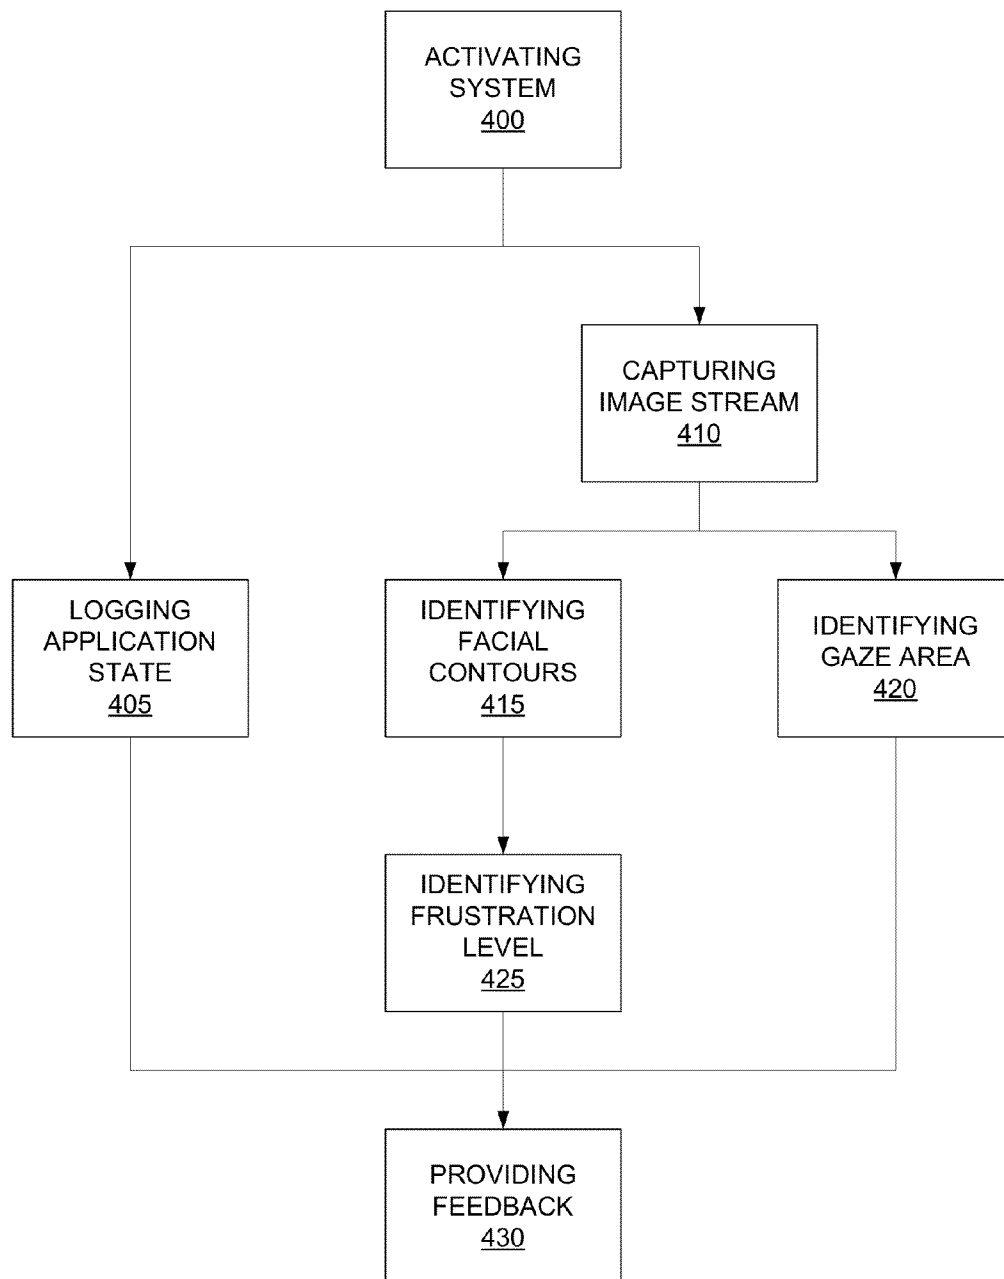 ACTIVATING
SYSTEM
400
CAPTURING
IMAGE STREAM
410
LOGGING
APPLICATION
STATE
405
IDENTIFYING
FACIAL
CONTOURS
415
IDENTIFYING
GAZE AREA
420
IDENTIFYING
FRUSTRATION
LEVEL
425
PROVIDING
FEEDBACK
430